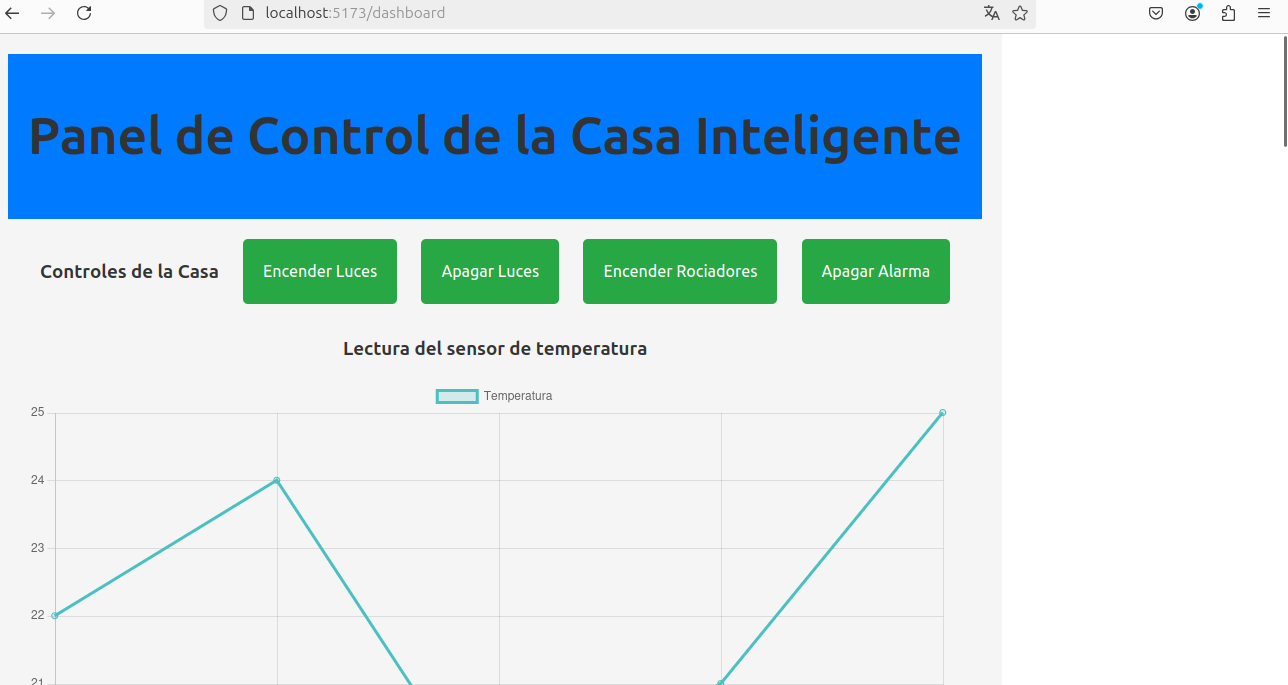 localhost:5173/dashboard
Panel de Control de la Casa Inteligente
Controles de la Casa Encender Luces Apagar Luces Encender Rociadores Apagar Alarma
Lectura del sensor de temperatura
Temperatura
25
24
23
22
21